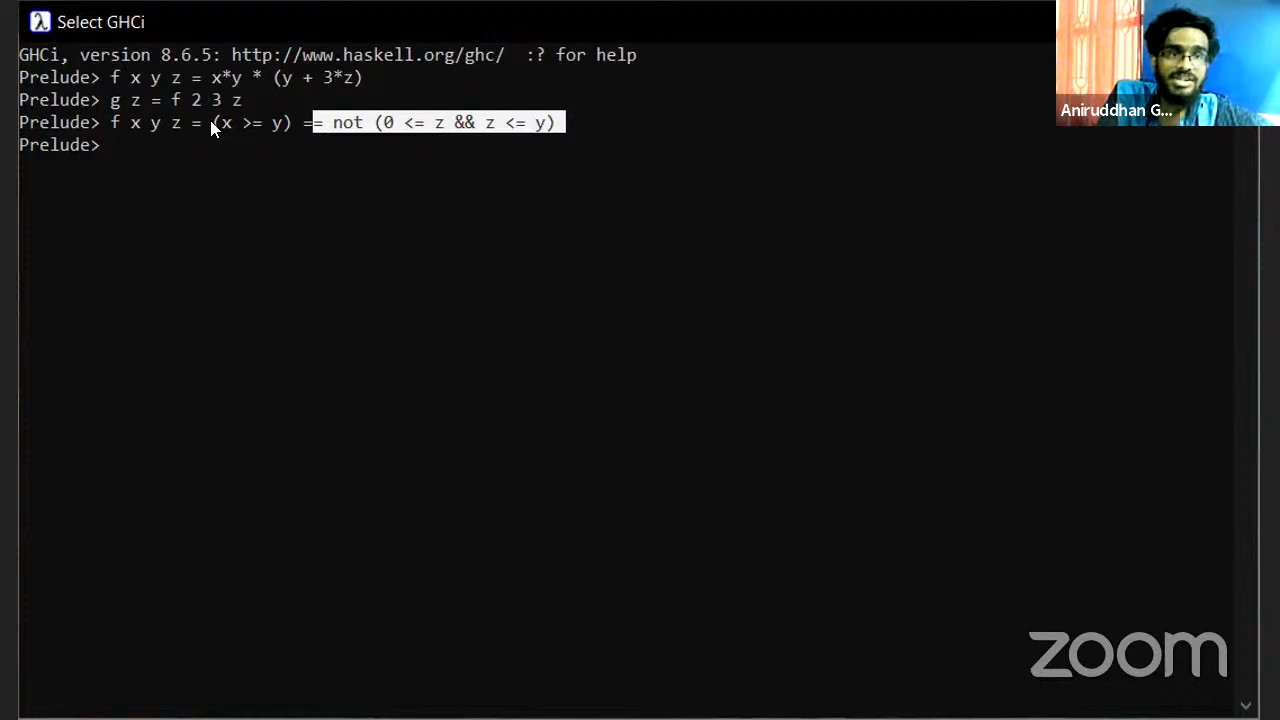 Select GHCi
GHCi, version 8.6.5: http://www.haskell.org/ghc/  :? for help
Prelude> f x y z = x*y * (y + 3*z)
Prelude> g z = f 2 3 z
Prelude> f x y z = (x >= y) == not (0 <= z && z <= y)
Prelude>
Aniruddhan G...
zoom